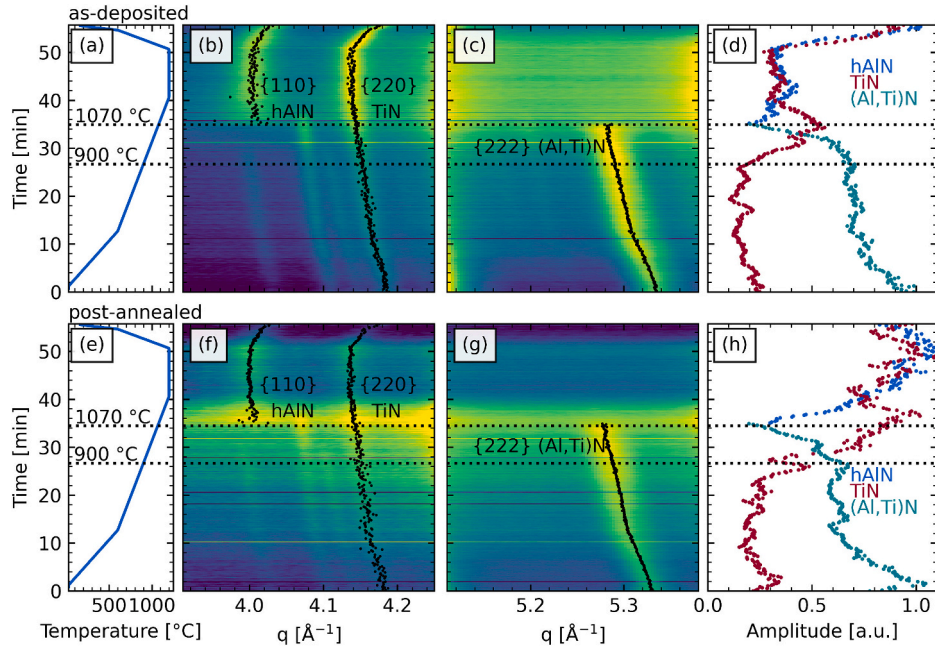 as-deposited
(a) (b) (c) (d)
50
40
30
20
10
0
Time [min]
1070 °C
900 °C
{110} hAlN
{220} TiN
{222} (Al,Ti)N
hAlN
TiN
(Al,Ti)N
post-annealed
(e) (f) (g) (h)
50
40
30
20
10
0
Time [min]
1070 °C
900 °C
{110} hAlN
{220} TiN
{222} (Al,Ti)N
hAlN
TiN
(Al,Ti)N
500 1000 4.0 4.1 4.2 5.2 5.3 0.0 0.5 1.0
Temperature [°C] q [Å⁻¹] q [Å⁻¹] Amplitude [a.u.]